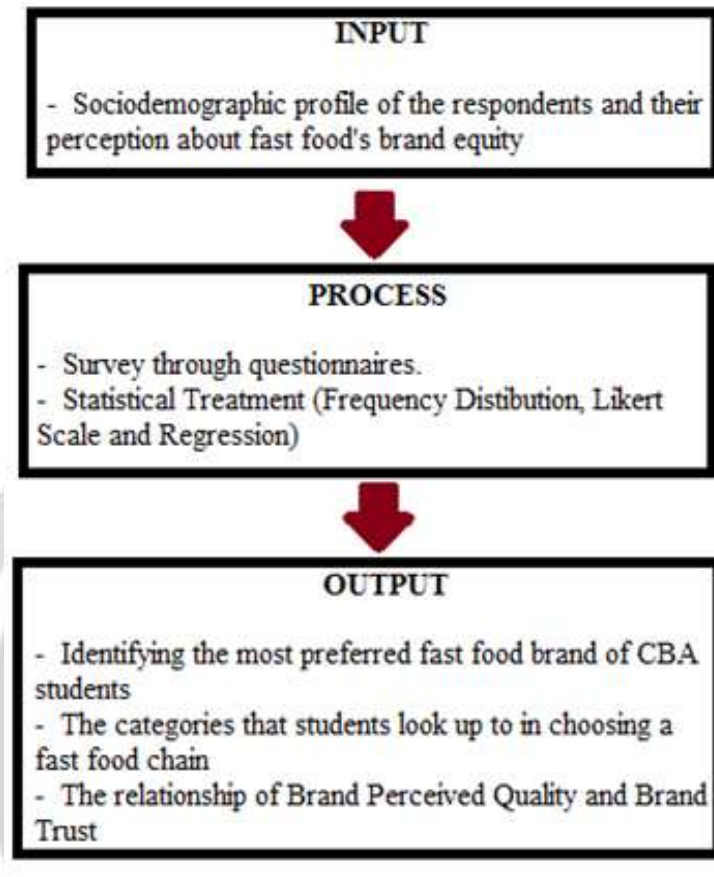 INPUT
- Sociodemographic profile of the respondents and their
perception about fast food's brand equity
PROCESS
- Survey through questionnaires.
- Statistical Treatment (Frequency Distibution, Likert
Scale and Regression)
OUTPUT
- Identifying the most preferred fast food brand of CBA
students
- The categories that students look up to in choosing a
fast food chain
- The relationship of Brand Perceived Quality and Brand
Trust